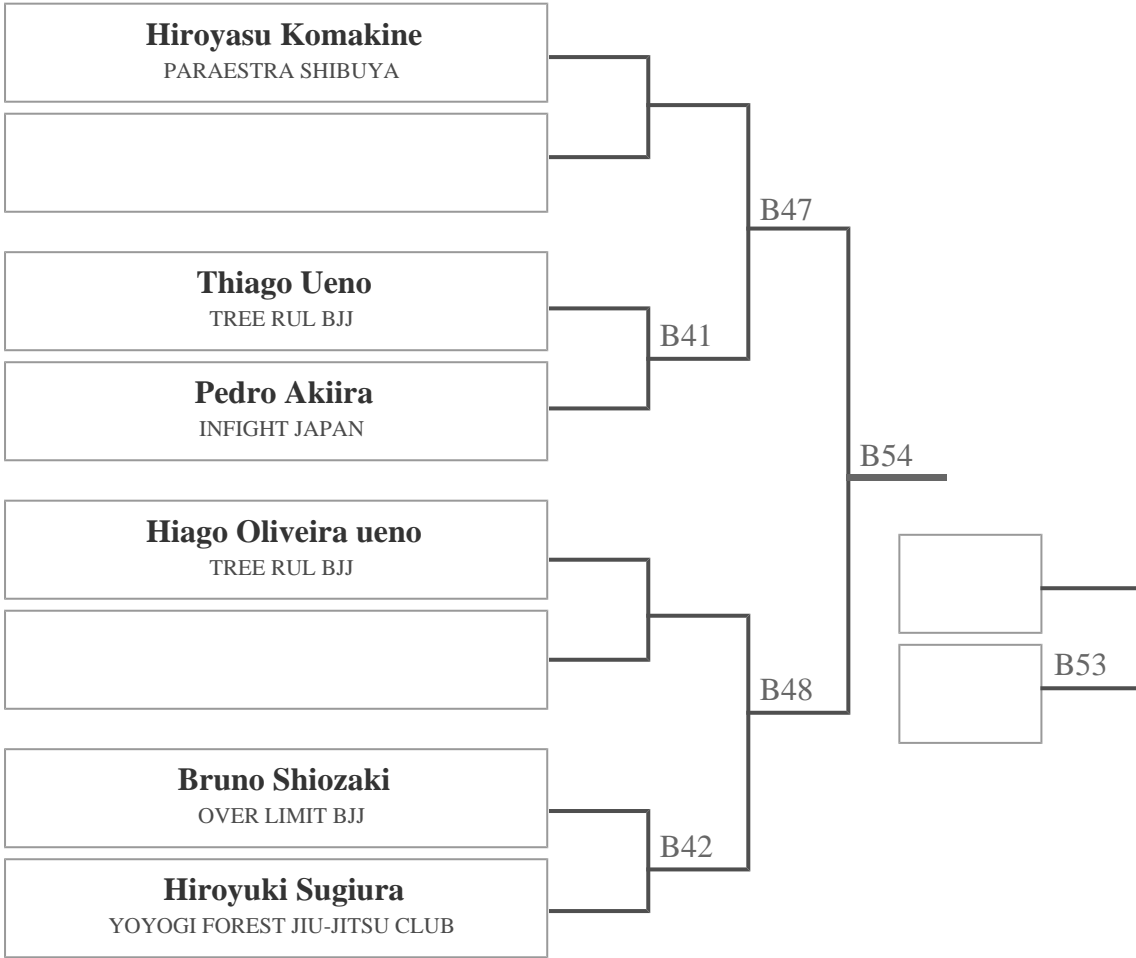 Hiroyasu Komakine
PARAESTRA SHIBUYA
B47
Thiago Ueno
TREE RUL BJJ
B41
Pedro Akiira
INFIGHT JAPAN
B54
Hiago Oliveira ueno
TREE RUL BJJ
B53
B48
Bruno Shiozaki
OVER LIMIT BJJ
B42
Hiroyuki Sugiura
YOYOGI FOREST JIU-JITSU CLUB